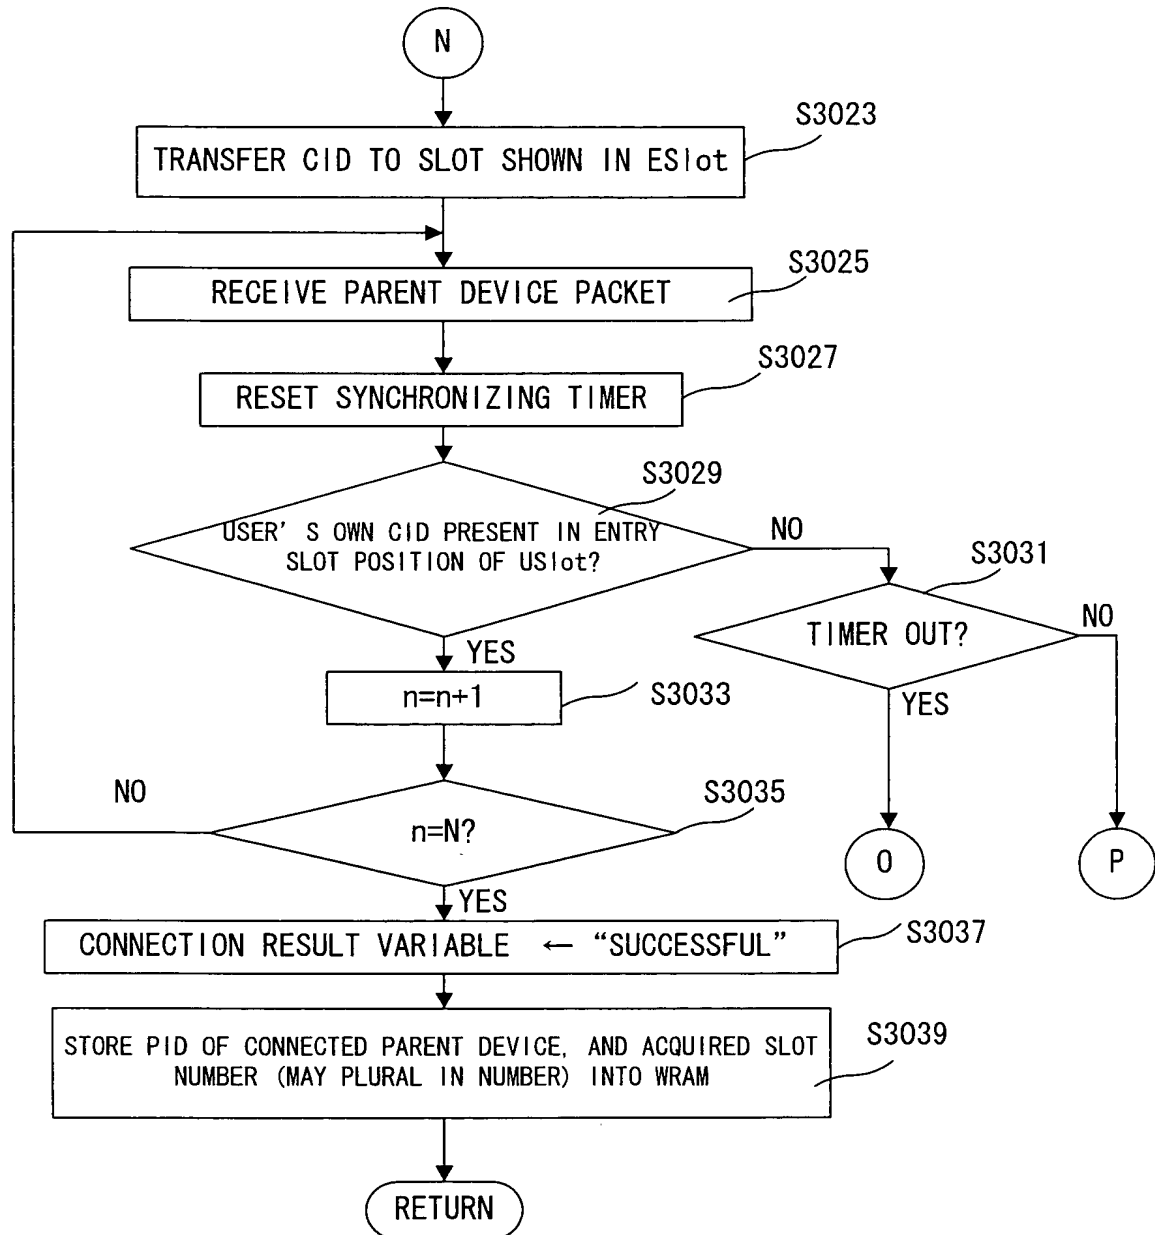 N
S3023
TRANSFER CID TO SLOT SHOWN IN ESlot
S3025
RECEIVE PARENT DEVICE PACKET
S3027
RESET SYNCHRONIZING TIMER
S3029
USER'S OWN CID PRESENT IN ENTRY
SLOT POSITION OF USlot?
NO
S3031
TIMER OUT?
NO
YES
YES
n=n+1
S3033
NO
n=N?
S3035
O
P
YES
CONNECTION RESULT VARIABLE ← “SUCCESSFUL”
S3037
STORE PID OF CONNECTED PARENT DEVICE, AND ACQUIRED SLOT
NUMBER (MAY PLURAL IN NUMBER) INTO WRAM
S3039
RETURN